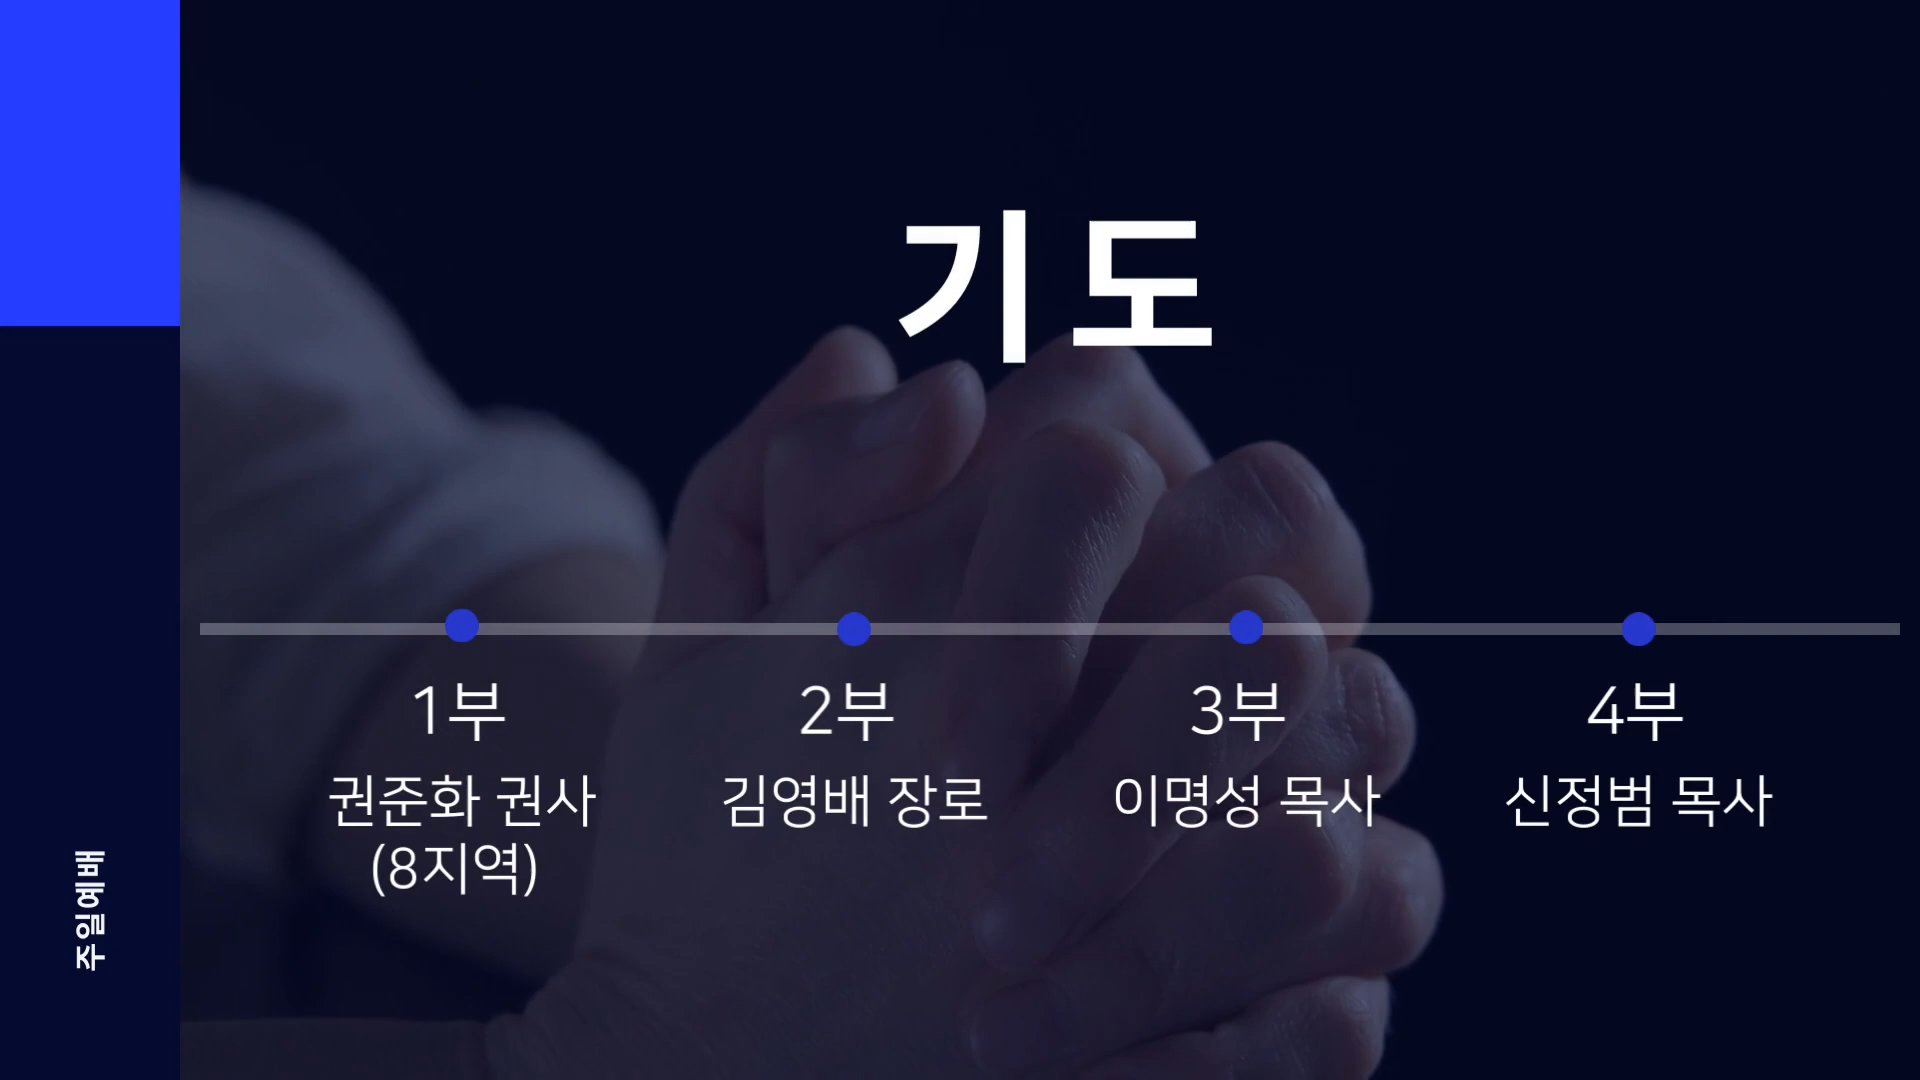 기도
1부
권준화 권사
(8지역)
2부
김영배 장로
3부
이명성 목사
4부
신정범 목사
주일예배